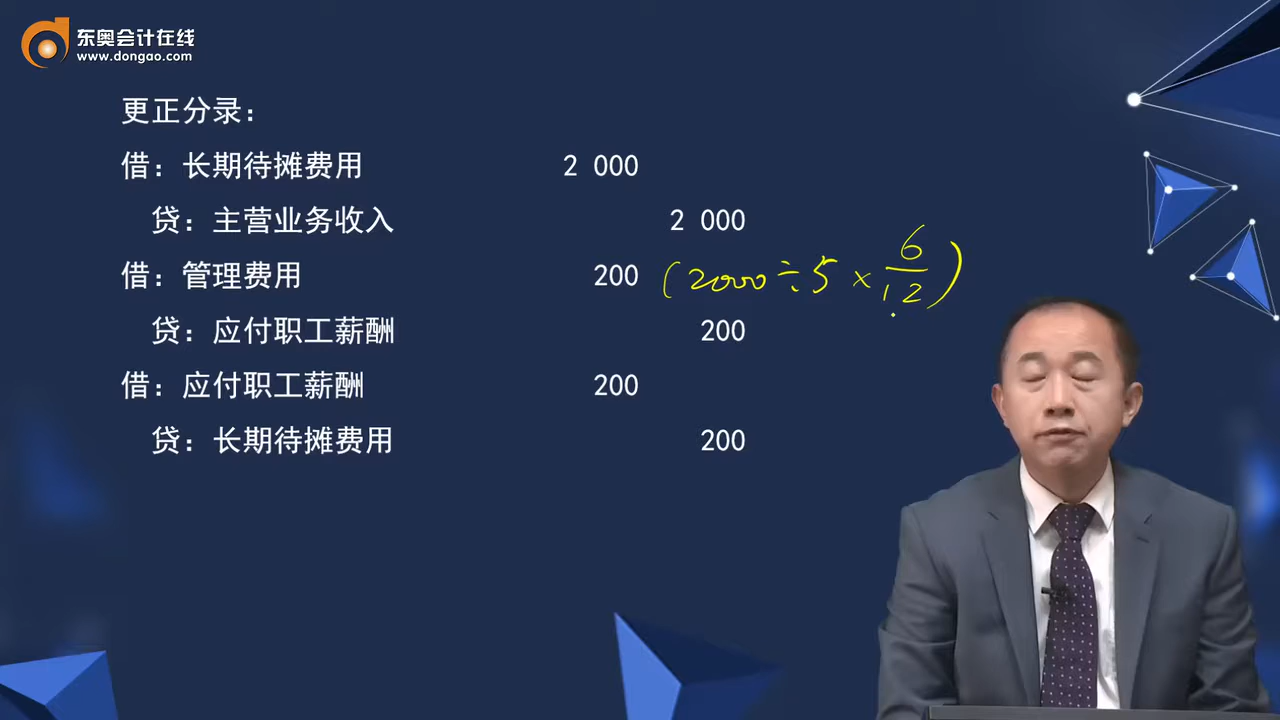 东奥会计在线
www.dongao.com
更正分录：
借：长期待摊费用 2 000
贷：主营业务收入 2 000
借：管理费用 200 (2000÷5×6/12)
贷：应付职工薪酬 200
借：应付职工薪酬 200
贷：长期待摊费用 200